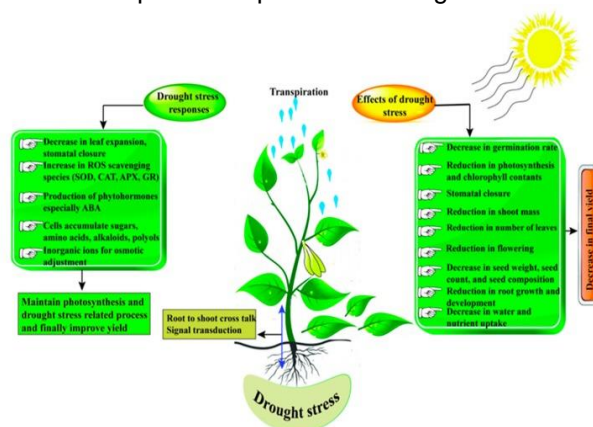 Drought stress
responses
Decrease in leaf expansion,
stomatal closure
Increase in ROS scavenging
species (SOD, CAT, APX, GR)
Production of phytohormones
especially ABA
Cells accumulate sugars,
amino acids, alkaloids, polyols
Inorganic ions for osmotic
adjustment
Maintain photosynthesis and
drought stress related process
and finally improve yield
Transpiration
Root to shoot cross talk
Signal transduction
Drought stress
Effects of drought
stress
Decrease in germination rate
Reduction in photosynthesis
and chlorophyll contants
Stomatal closure
Reduction in shoot mass
Reduction in number of leaves
Reduction in flowering
Decrease in seed weight, seed
count, and seed composition
Reduction in root growth and
development
Decrease in water and
nutrient uptake
Decrease in final yield